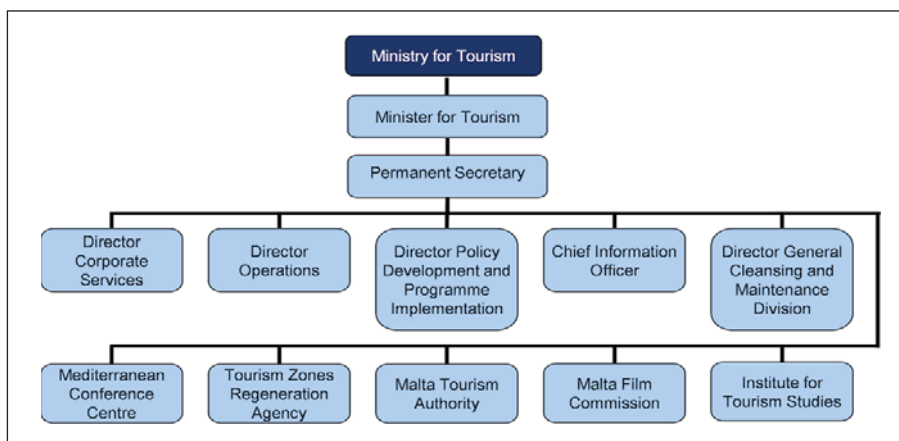 Ministry for Tourism
Minister for Tourism
Permanent Secretary
Director
Corporate
Services
Director
Operations
Director Policy
Development and
Programme
Implementation
Chief Information
Officer
Director General
Cleansing and
Maintenance
Division
Mediterranean
Conference
Centre
Tourism Zones
Regeneration
Agency
Malta Tourism
Authority
Malta Film
Commission
Institute for
Tourism Studies